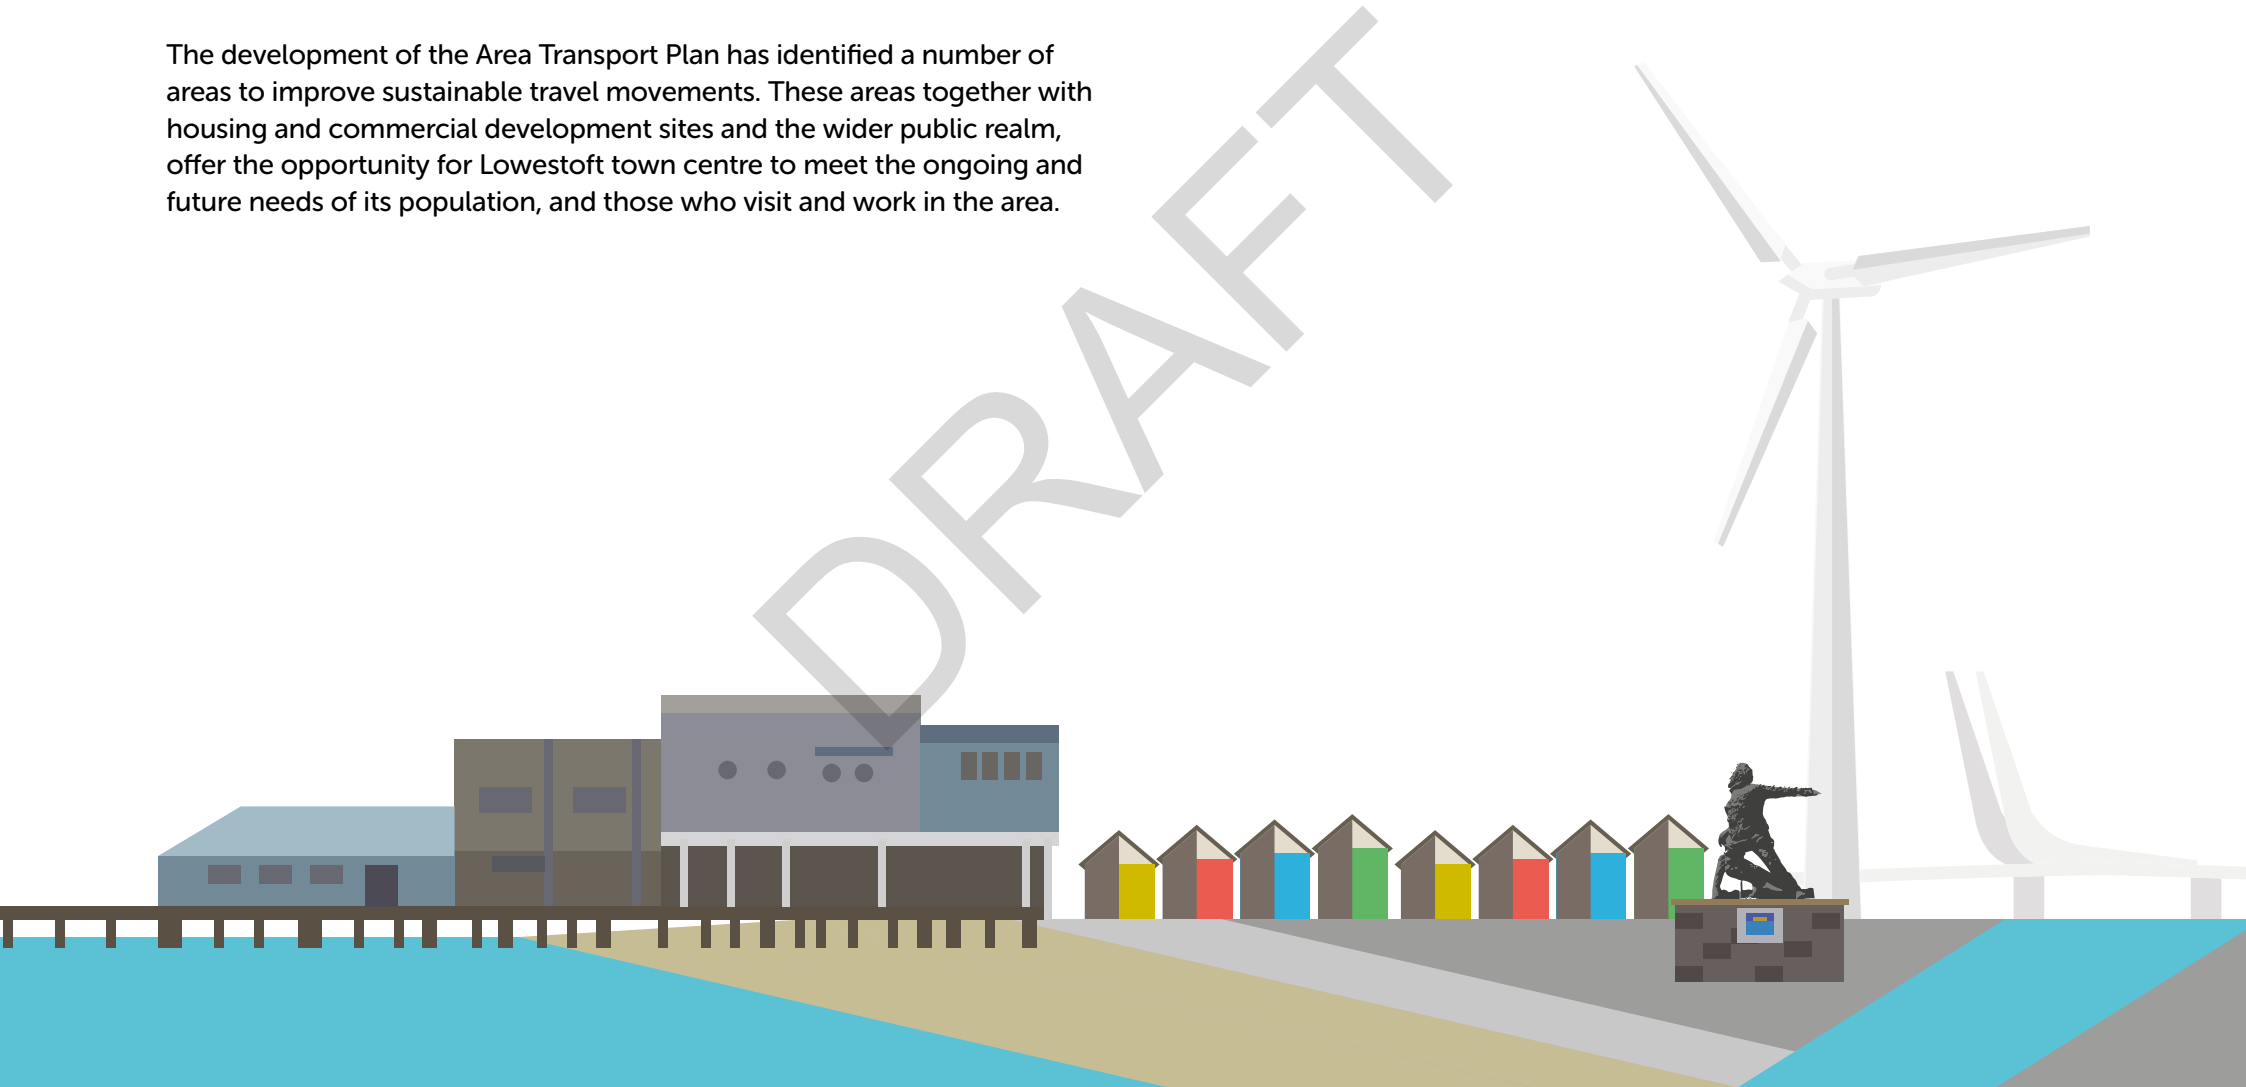 The development of the Area Transport Plan has identified a number of
areas to improve sustainable travel movements. These areas together with
housing and commercial development sites and the wider public realm,
offer the opportunity for Lowestoft town centre to meet the ongoing and
future needs of its population, and those who visit and work in the area.
DRAFT